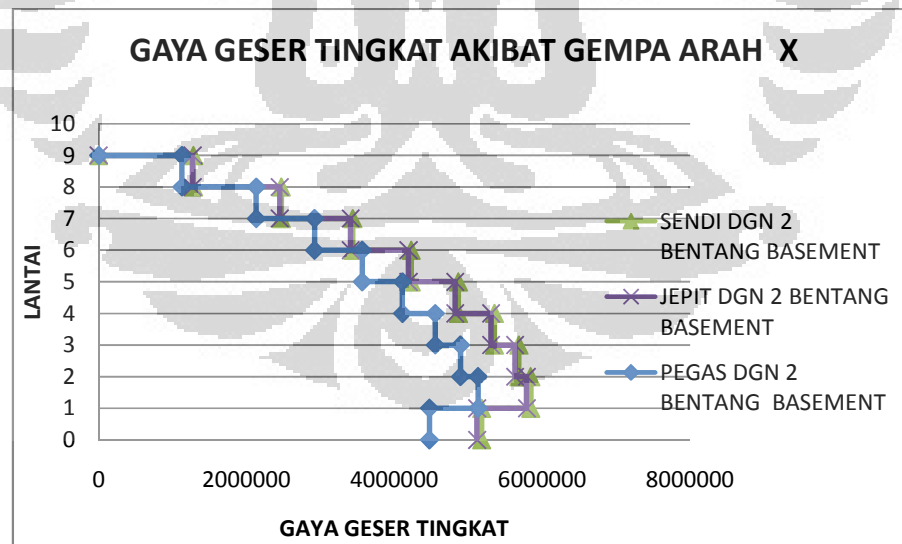 GAYA GESER TINGKAT AKIBAT GEMPA ARAH X
10
9
8
7
6
5
4
3
2
1
0
LANTAI
0 2000000 4000000 6000000 8000000
GAYA GESER TINGKAT
SENDI DGN 2
BENTANG BASEMENT
JEPIT DGN 2 BENTANG
BASEMENT
PEGAS DGN 2
BENTANG BASEMENT